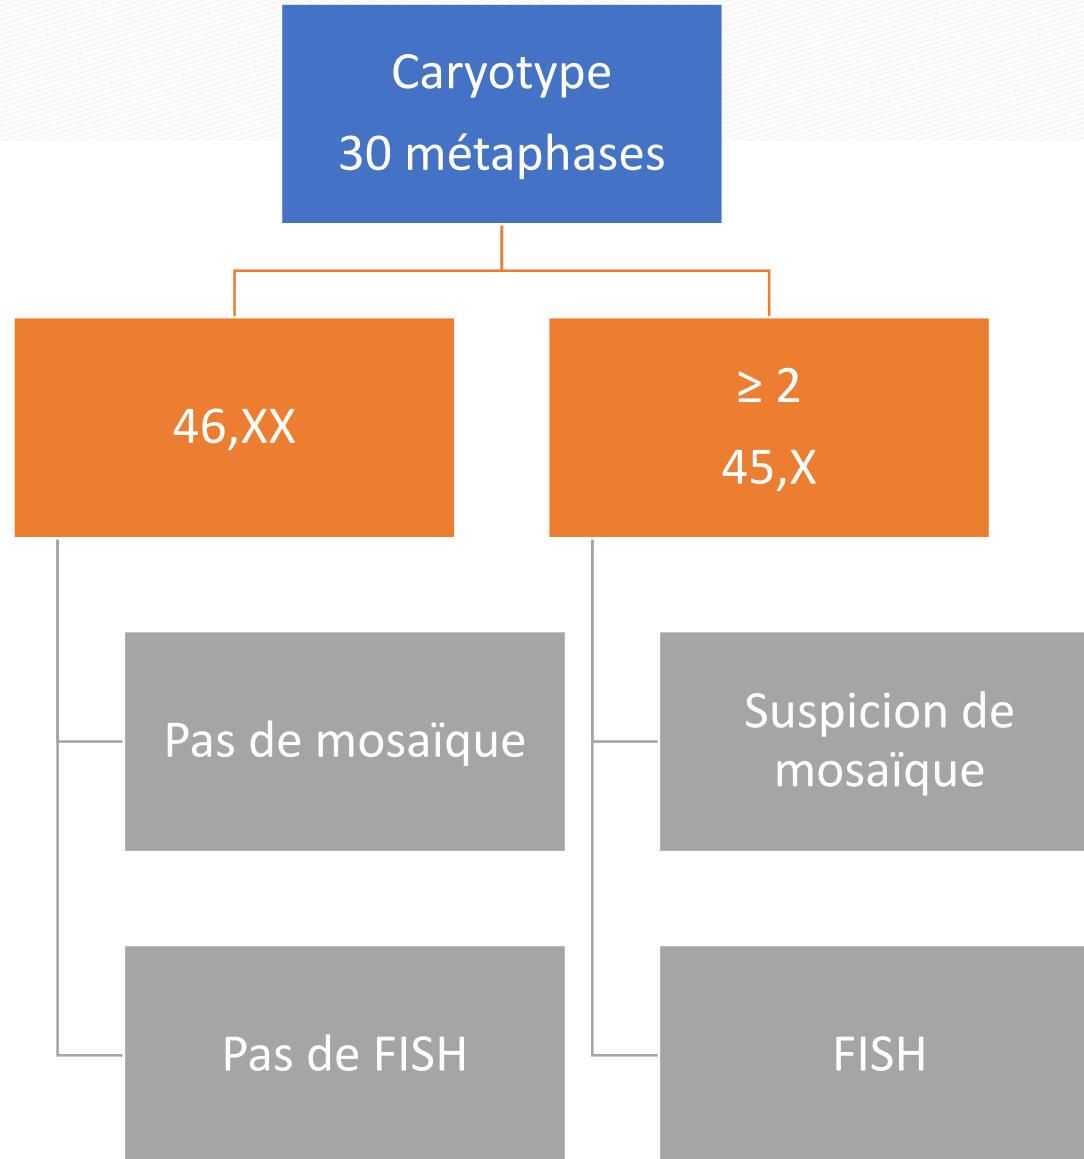 Caryotype
30 métaphases
46,XX
≥ 2
45,X
Pas de mosaïque
Suspicion de
mosaïque
Pas de FISH
FISH